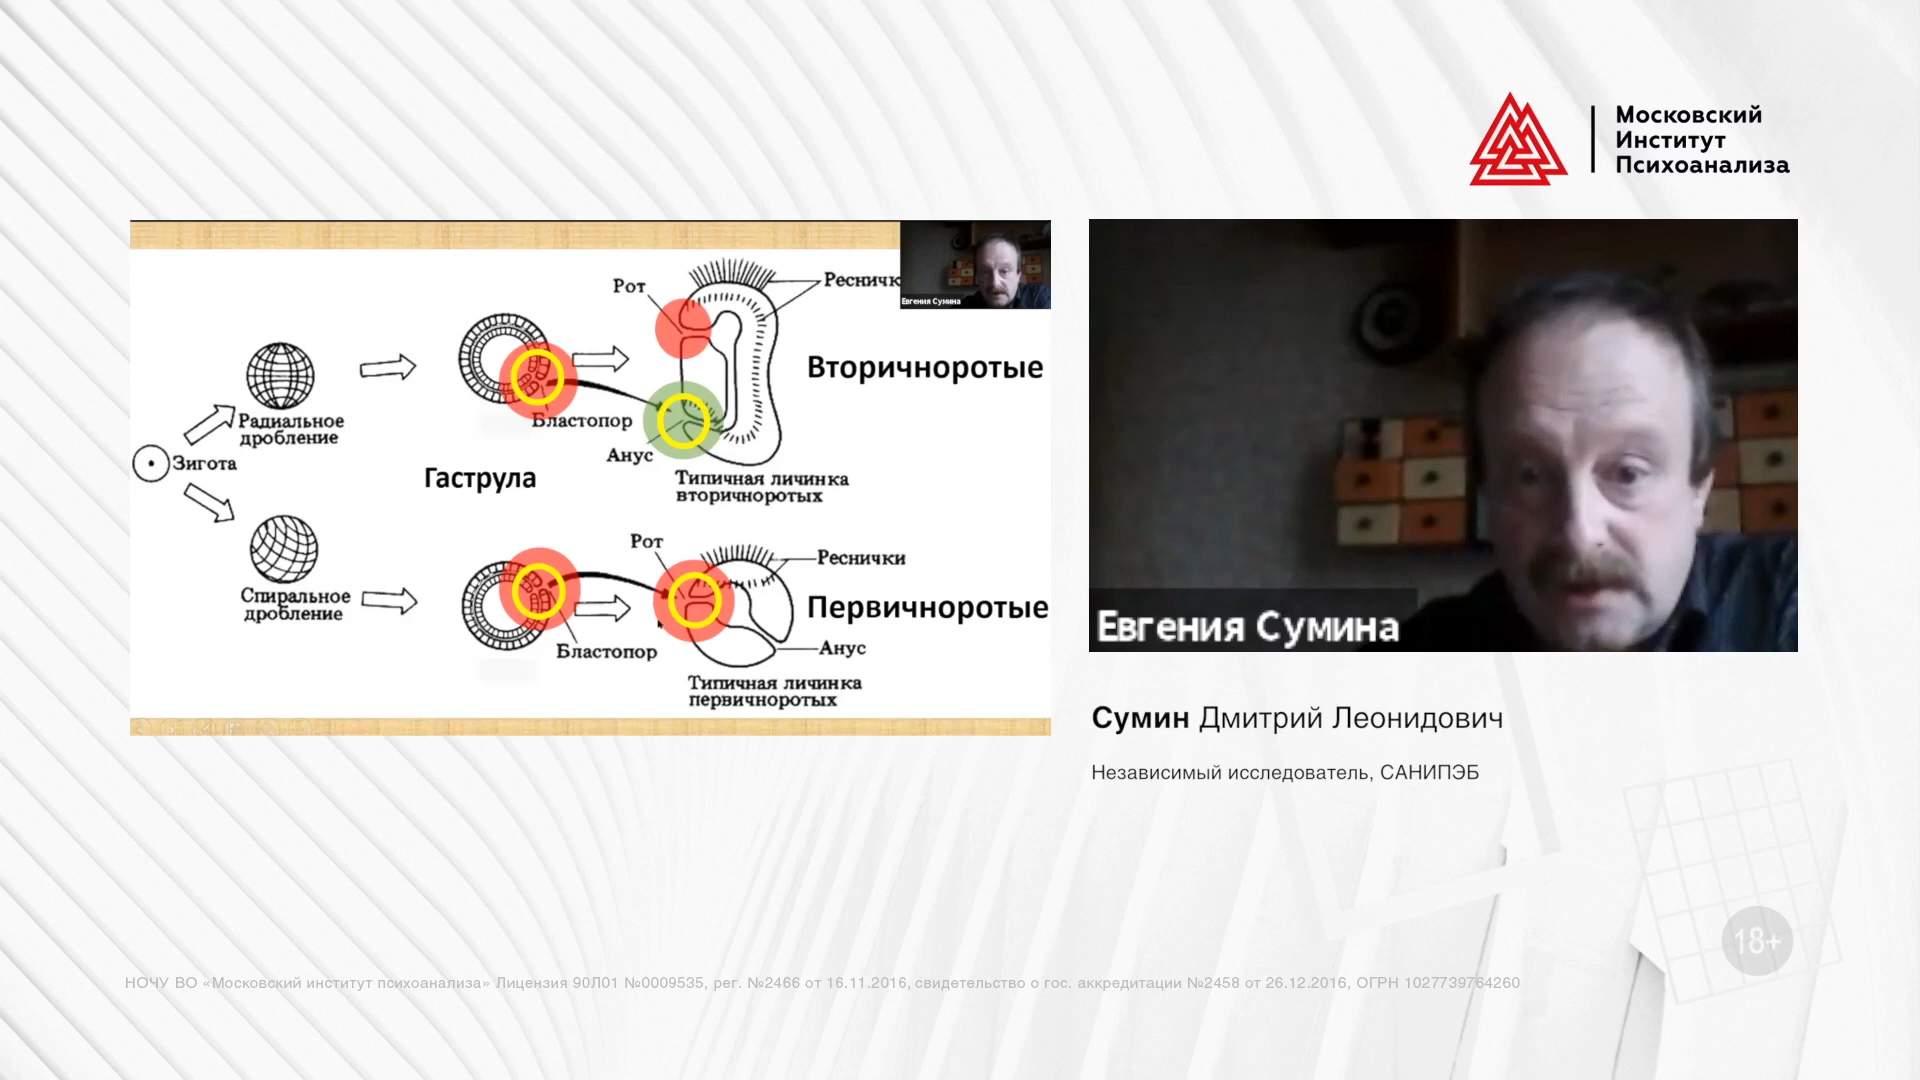 Московский
Институт
Психоанализа
Рот
Евгения Сумина
Вторичноротые
Радиальное
дробление
Бластопор
Анус
Зигота
Гаструла
Типичная личинка
вторичноротых
Рот
Реснички
Спиральное
дробление
Первичноротые
Бластопор
Анус
Типичная личинка
первичноротых
Евгения Сумина
Сумин Дмитрий Леонидович
Независимый исследователь, САНИПЭБ
18+
НОЧУ ВО «Московский институт психоанализа» Лицензия 90Л01 №0009535, рег. №2466 от 16.11.2016, свидетельство о гос. аккредитации №2458 от 26.12.2016, ОГРН 1027739764260